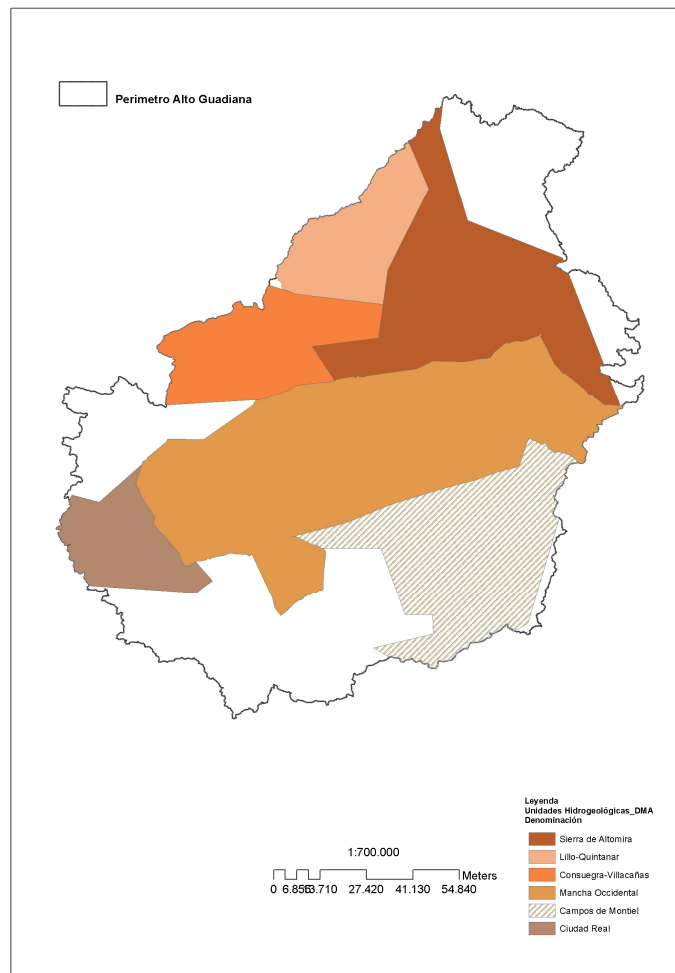 Perimetro Alto Guadiana
Leyenda
Unidades Hidrogeológicas_DMA
Denominación
Sierra de Altomira
Lillo-Quintanar
Consuegra-Villacañas
Mancha Occidental
Campos de Montiel
Ciudad Real
1:700.000
Meters
0 27.420 41.130 54.840